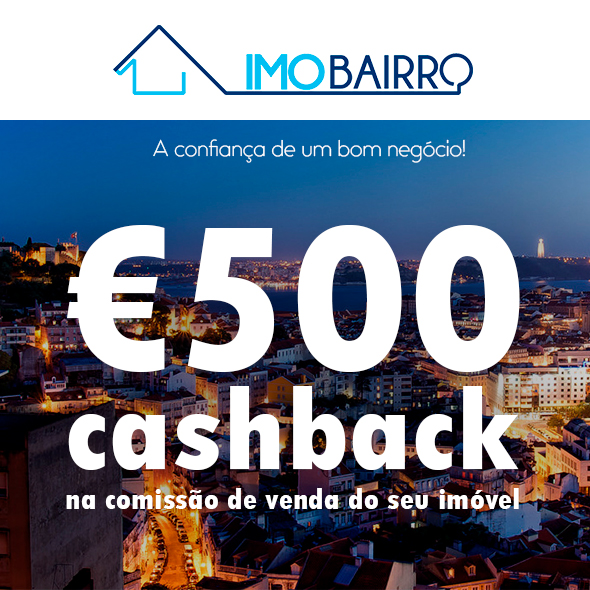 IMOBAIRRO
A confiança de um bom negócio!
€500
cashback
na comissão de venda do seu imóvel